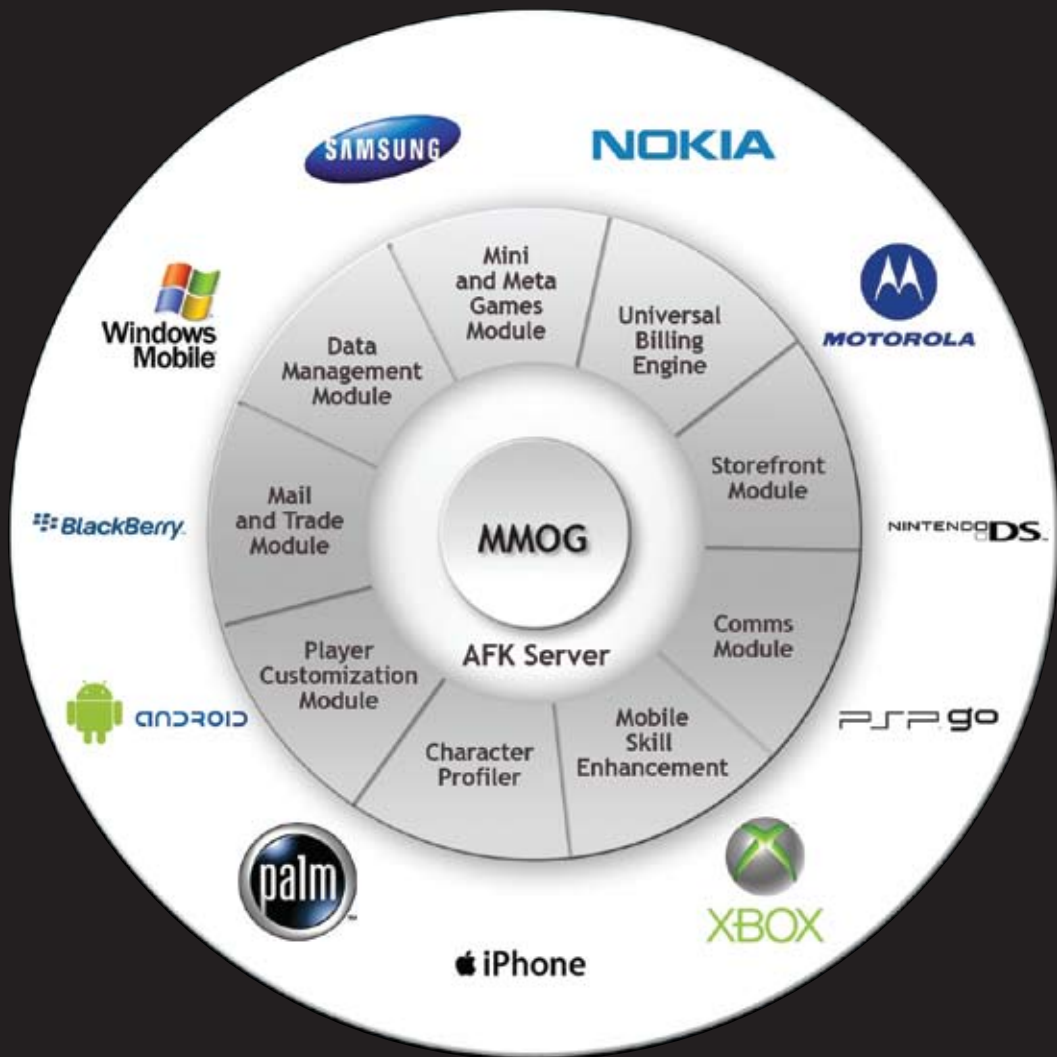 SAMSUNG
NOKIA
Windows
Mobile
MOTOROLA
BlackBerry
NINTENDO DS™
android
PSP go
palm™
XBOX
iPhone
Mini
and Meta
Games
Module
Universal
Billing
Engine
Storefront
Module
Comms
Module
Mobile
Skill
Enhancement
Character
Profiler
Player
Customization
Module
Mail
and Trade
Module
Data
Management
Module
MMOG
AFK Server